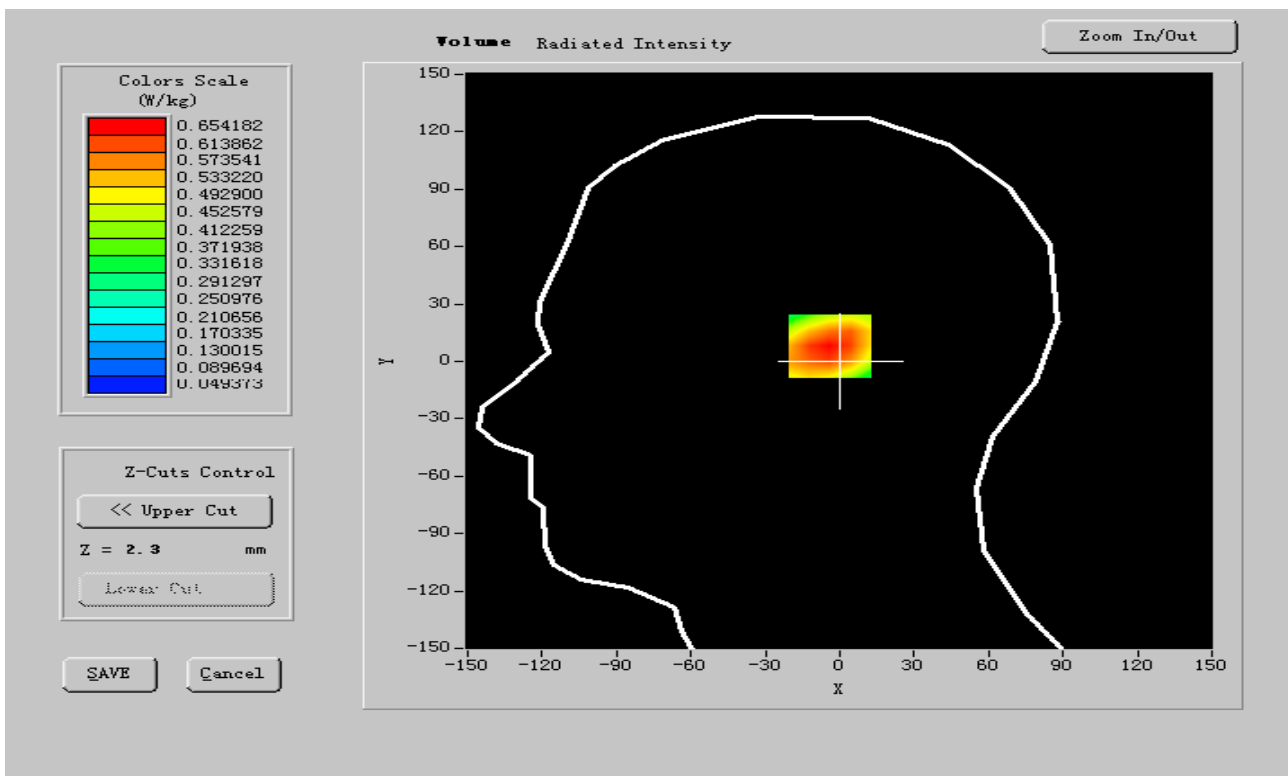 Volume Radiated Intensity
Zoom In/Out
Colors Scale
(W/kg)
0.654182
0.613862
0.573541
0.533220
0.492900
0.452579
0.412259
0.371938
0.331618
0.291297
0.250976
0.210656
0.170335
0.130015
0.089694
0.049373
Z-Cuts Control
<< Upper Cut
Z = 2.3 mm
Lower Cut
SAVE
Cancel
150
120
90
60
30
0
-30
-60
-90
-120
-150
Y
-150 -120 -90 -60 -30 0 30 60 90 120 150
X